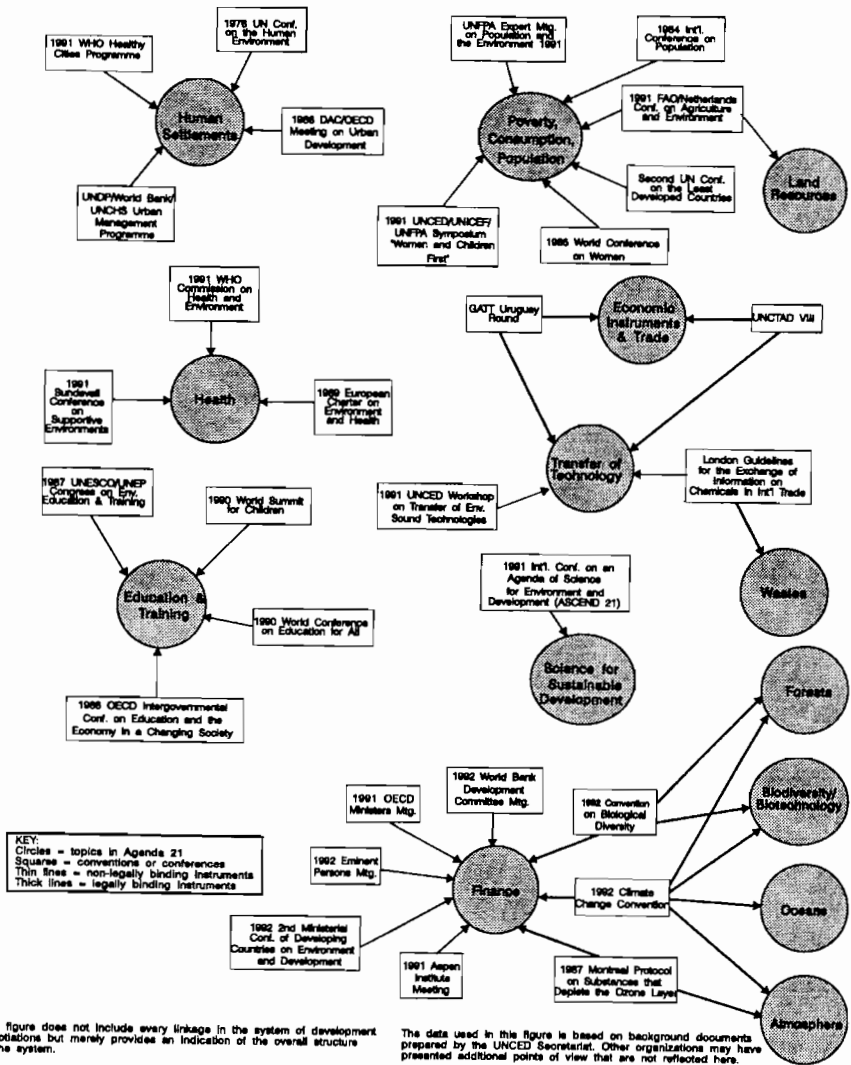 1976 UN Conf.
on the Human
Environment
1991 WHO Healthy
Cities Programme
Human
Settlements
1986 DAC/OECD
Meeting on Urban
Development
UNDP/World Bank/
UNCHS Urban
Management
Programme
UNFPA Expert Mtg.
on Population and
the Environment 1991
1984 Int'l.
Conference on
Population
1991 FAO/Netherlands
Conf. on Agriculture
and Environment
Poverty,
Consumption,
Population
Land
Resources
Second UN Conf.
on the Least
Developed Countries
1991 UNCED/UNICEF/
UNFPA Symposium
"Women and Children
First"
1985 World Conference
on Women
1991 WHO
Commission on
Health and
Environment
1991
Sundsvall
Conference
on
Supportive
Environments
Health
1989 European
Charter on
Environment
and Health
GATT Uruguay
Round
Economic
Instruments
& Trade
UNCTAD VIII
Transfer of
Technology
1991 UNCED Workshop
on Transfer of Env.
Sound Technologies
London Guidelines
for the Exchange of
Information on
Chemicals in Int'l Trade
Wastes
1987 UNESCO/UNEP
Congress on Env.
Education & Training
1990 World Summit
for Children
Education &
Training
1990 World Conference
on Education for All
1988 OECD Intergovernmental
Conf. on Education and the
Economy in a Changing Society
1991 Int'l. Conf. on an
Agenda of Science
for Environment and
Development (ASCEND 21)
Science for
Sustainable
Development
Forests
Biodiversity/
Biotechnology
Oceans
Atmosphere
1992 World Bank
Development
Committee Mtg.
1991 OECD
Ministers Mtg.
1992 Convention
on Biological
Diversity
1992 Eminent
Persons Mtg.
Finance
1992 Climate
Change Convention
1992 2nd Ministerial
Conf. of Developing
Countries on Environment
and Development
1991 Aspen
Institute
Meeting
1987 Montreal Protocol
on Substances that
Deplete the Ozone Layer
KEY:
Circles = topics in Agenda 21
Squares = conventions or conferences
Thin lines = non-legally binding instruments
Thick lines = legally binding instruments
figure does not include every linkage in the system of development
otiations but merely provides an indication of the overall structure
he system.
The data used in this figure is based on background documents
prepared by the UNCED Secretariat. Other organizations may have
presented additional points of view that are not reflected here.